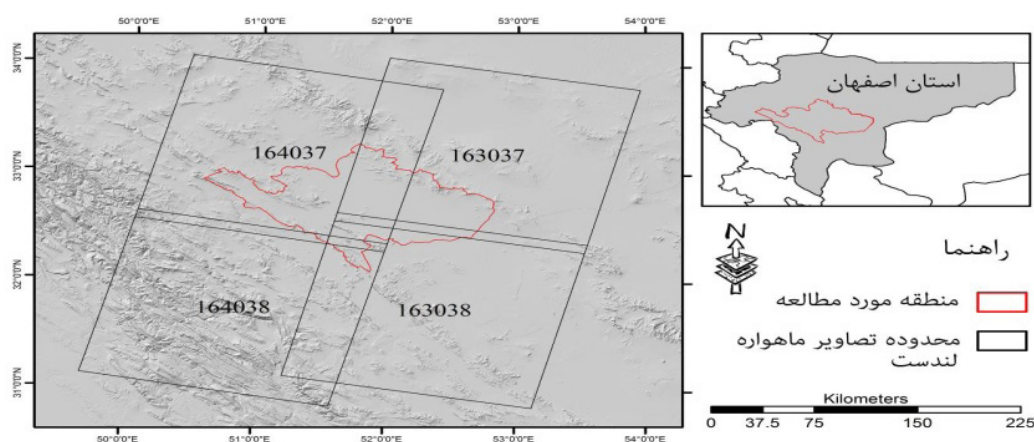 50°0'0"E 51°0'0"E 52°0'0"E 53°0'0"E 54°0'0"E
34°0'0"N
33°0'0"N
32°0'0"N
31°0'0"N
164037
163037
164038
163038
50°0'0"E 51°0'0"E 52°0'0"E 53°0'0"E 54°0'0"E
استان اصفهان
N
راهنما
منطقه مورد مطالعه
محدوده تصاویر ماهواره
لندست
Kilometers
0 37.5 75 150 225